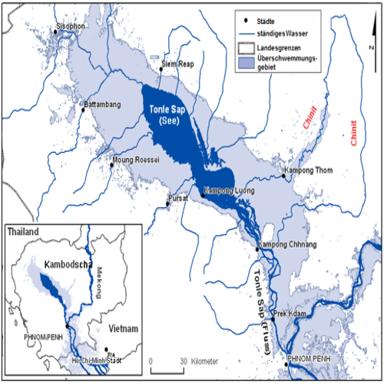 Sisophon
Städte
ständiges Wasser
Landesgrenzen
Überschwemmungs-
gebiet
Z
Siem Reap
Chinit
Chinit
Battambang
Tonle Sap
(See)
Moung Roessei
Kampong Thom
Kampong Luong
Pursat
Kampong Chhnang
Tonle Sap (Fluss)
Prek Kdam
PHNOM PENH
Thailand
Kambodscha
Mekong
Vietnam
PHNOM PENH
Ho-Chi-Minh-Stadt
0 30 Kilometer